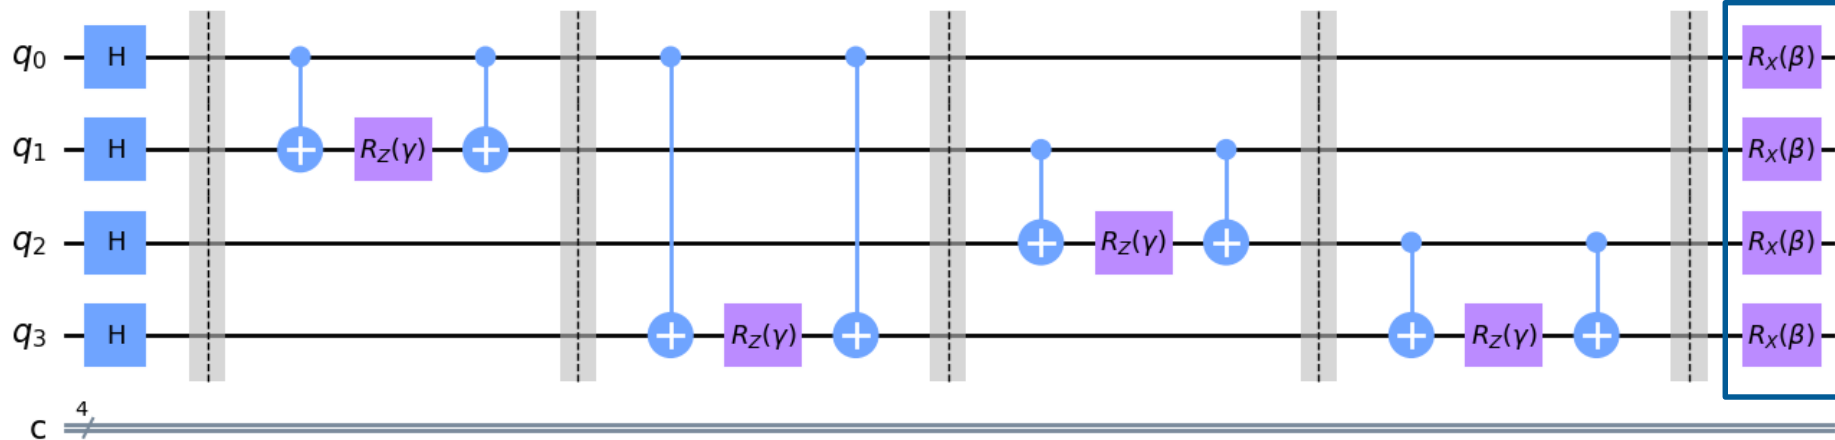 q0 H RX(β)
q1 H RZ(γ) RX(β)
q2 H RZ(γ) RX(β)
q3 H RZ(γ) RZ(γ) RX(β)
4
c